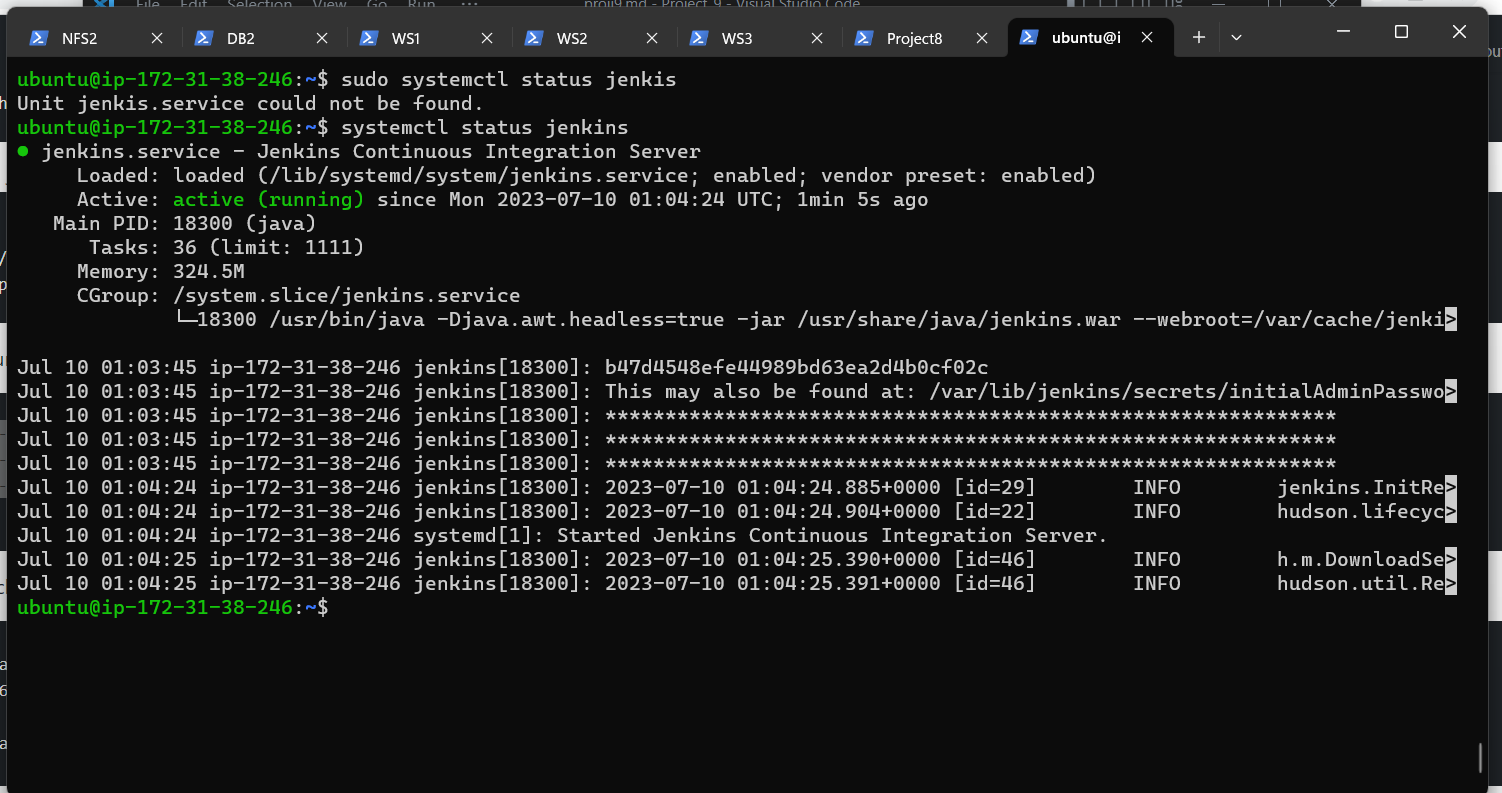 File Edit Selection View Go Run ··· proji9.md - Project_9 - Visual Studio Code
NFS2 DB2 WS1 WS2 WS3 Project8 ubuntu@i
ubuntu@ip-172-31-38-246:~$ sudo systemctl status jenkis
Unit jenkis.service could not be found.
ubuntu@ip-172-31-38-246:~$ systemctl status jenkins
● jenkins.service - Jenkins Continuous Integration Server
Loaded: loaded (/lib/systemd/system/jenkins.service; enabled; vendor preset: enabled)
Active: active (running) since Mon 2023-07-10 01:04:24 UTC; 1min 5s ago
Main PID: 18300 (java)
Tasks: 36 (limit: 1111)
Memory: 324.5M
CGroup: /system.slice/jenkins.service
└─18300 /usr/bin/java -Djava.awt.headless=true -jar /usr/share/java/jenkins.war --webroot=/var/cache/jenki>
Jul 10 01:03:45 ip-172-31-38-246 jenkins[18300]: b47d4548efe44989bd63ea2d4b0cf02c
Jul 10 01:03:45 ip-172-31-38-246 jenkins[18300]: This may also be found at: /var/lib/jenkins/secrets/initialAdminPasswo>
Jul 10 01:03:45 ip-172-31-38-246 jenkins[18300]: *************************************************************
Jul 10 01:03:45 ip-172-31-38-246 jenkins[18300]: *************************************************************
Jul 10 01:03:45 ip-172-31-38-246 jenkins[18300]: *************************************************************
Jul 10 01:04:24 ip-172-31-38-246 jenkins[18300]: 2023-07-10 01:04:24.885+0000 [id=29] INFO jenkins.InitRe>
Jul 10 01:04:24 ip-172-31-38-246 jenkins[18300]: 2023-07-10 01:04:24.904+0000 [id=22] INFO hudson.lifecyc>
Jul 10 01:04:24 ip-172-31-38-246 systemd[1]: Started Jenkins Continuous Integration Server.
Jul 10 01:04:25 ip-172-31-38-246 jenkins[18300]: 2023-07-10 01:04:25.390+0000 [id=46] INFO h.m.DownloadSe>
Jul 10 01:04:25 ip-172-31-38-246 jenkins[18300]: 2023-07-10 01:04:25.391+0000 [id=46] INFO hudson.util.Re>
ubuntu@ip-172-31-38-246:~$